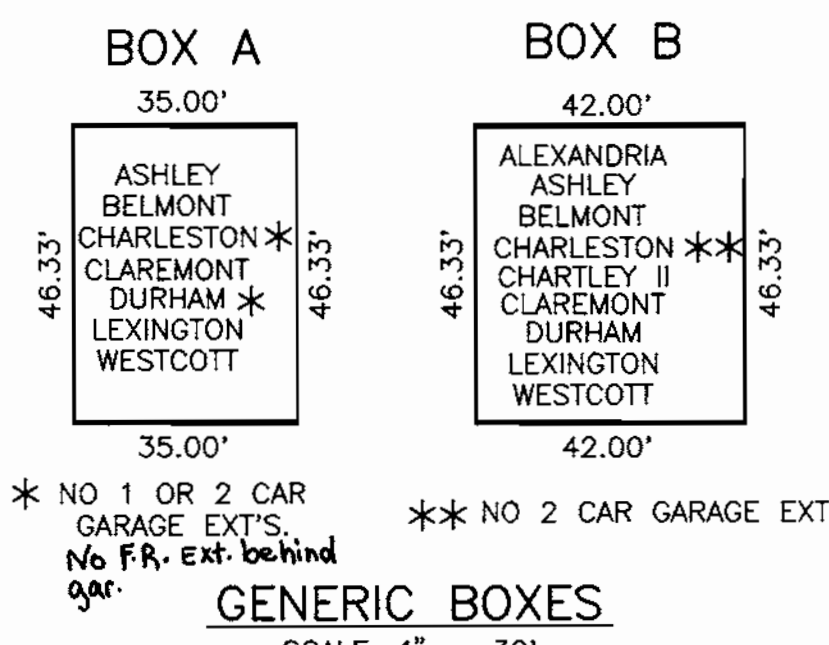 BOX A
35.00'
46.33'
ASHLEY
BELMONT
CHARLESTON *
CLAREMONT
DURHAM *
LEXINGTON
WESTCOTT
46.33'
35.00'
* NO 1 OR 2 CAR
GARAGE EXT'S.
No F.R. Ext. behind
gar.
BOX B
42.00'
46.33'
ALEXANDRIA
ASHLEY
BELMONT
CHARLESTON **
CHARTLEY II
CLAREMONT
DURHAM
LEXINGTON
WESTCOTT
46.33'
42.00'
** NO 2 CAR GARAGE EXT
GENERIC BOXES